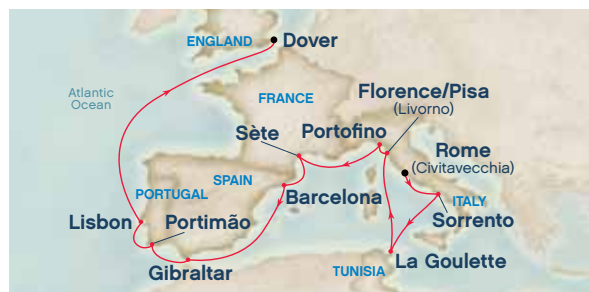 ENGLAND
Dover
Atlantic
Ocean
FRANCE
Florence/Pisa
(Livorno)
Sète
Portofino
Rome
(Civitavecchia)
SPAIN
PORTUGAL
Barcelona
ITALY
Lisbon
Portimão
Sorrento
Gibraltar
TUNISIA
La Goulette